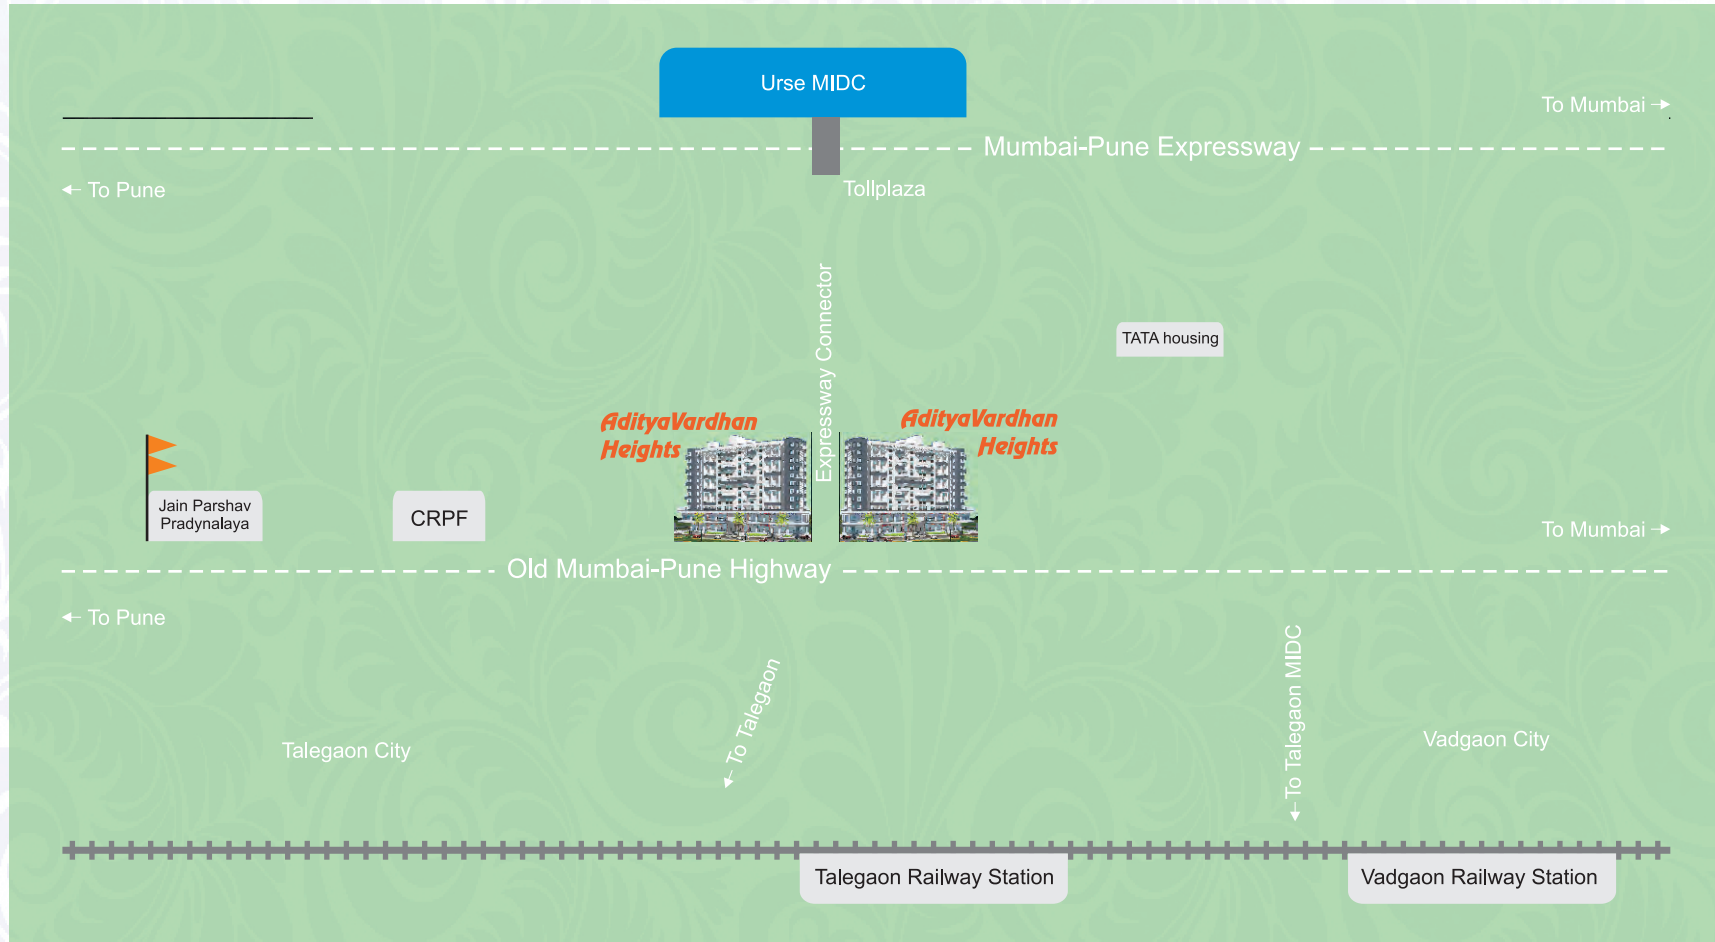 Urse MIDC
To Mumbai
Mumbai-Pune Expressway
To Pune
Tollplaza
Expressway Connector
TATA housing
AdityaVardhan
Heights
AdityaVardhan
Heights
Jain Parshav
Pradynalaya
CRPF
To Mumbai
Old Mumbai-Pune Highway
To Pune
To Talegaon
To Talegaon MIDC
Talegaon City
Vadgaon City
Talegaon Railway Station
Vadgaon Railway Station